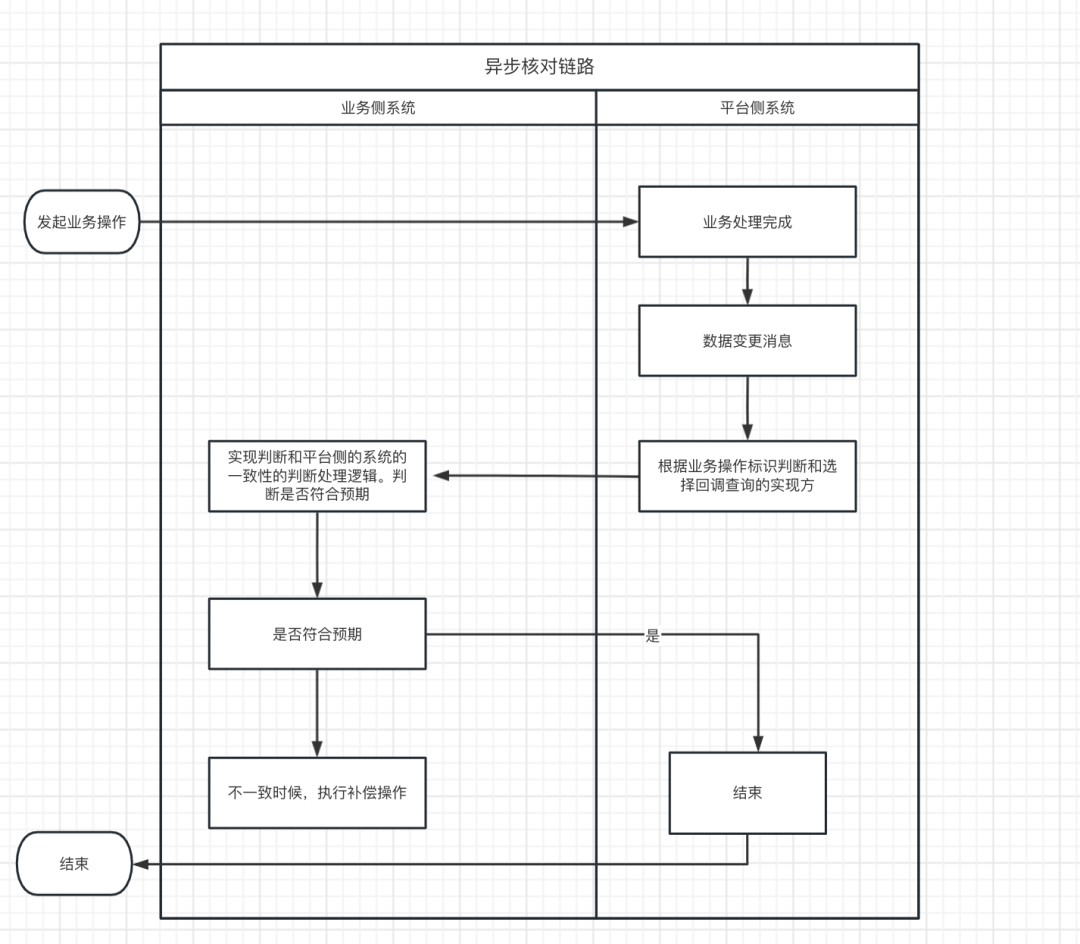 异步核对链路
业务侧系统
平台侧系统
发起业务操作
业务处理完成
数据变更消息
实现判断和平台侧的系统的
一致性的判断处理逻辑。判
断是否符合预期
根据业务操作标识判断和选
择回调查询的实现方
是否符合预期
是
不一致时候，执行补偿操作
结束
结束